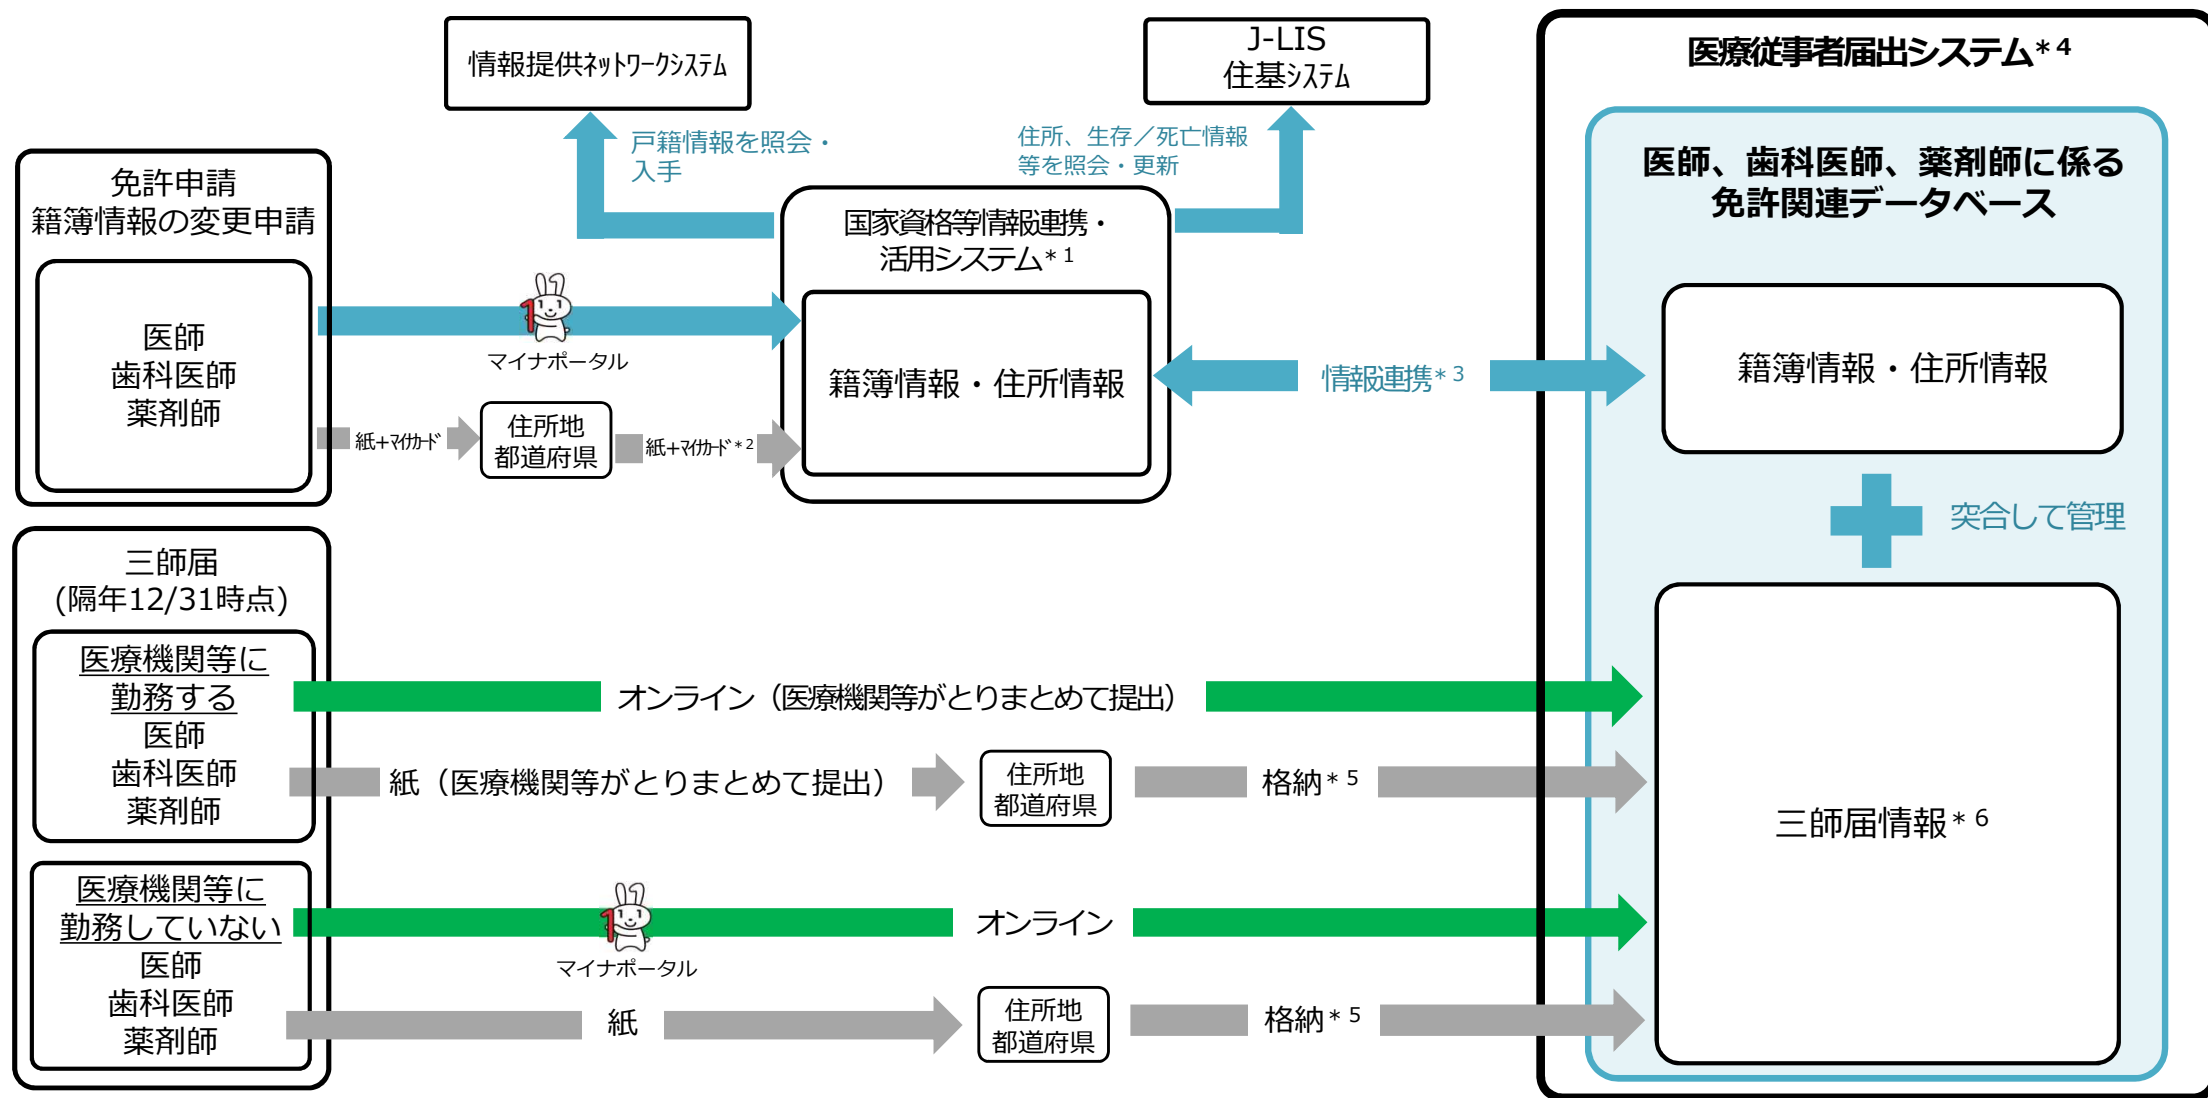 情報提供ネットワークシステム
J-LIS
住基システム
医療従事者届出システム*4
戸籍情報を照会・
入手
住所、生存／死亡情報
等を照会・更新
免許申請
籍簿情報の変更申請
医師
歯科医師
薬剤師
国家資格等情報連携・
活用システム*1
籍簿情報・住所情報
マイナポータル
紙+マイナカード
住所地
都道府県
紙+マイナカード*2
情報連携*3
医師、歯科医師、薬剤師に係る
免許関連データベース
籍簿情報・住所情報
突合して管理
三師届
(隔年12/31時点)
医療機関等に
勤務する
医師
歯科医師
薬剤師
オンライン（医療機関等がとりまとめて提出）
紙（医療機関等がとりまとめて提出）
住所地
都道府県
格納*5
三師届情報*6
医療機関等に
勤務していない
医師
歯科医師
薬剤師
マイナポータル
オンライン
紙
住所地
都道府県
格納*5